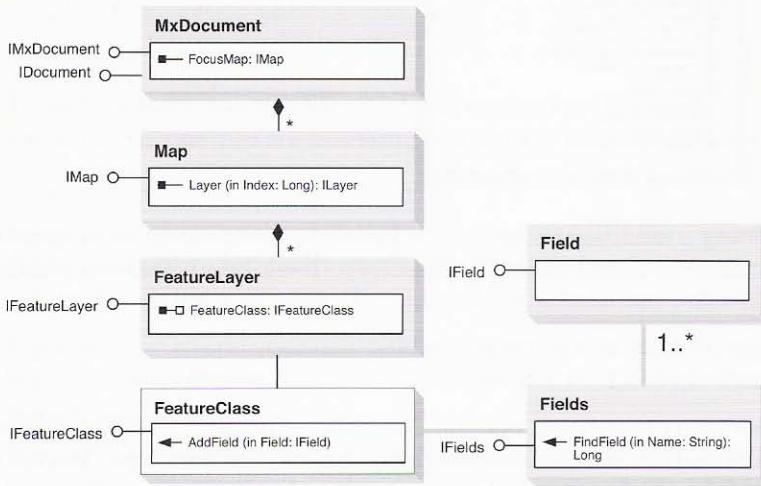 MxDocument
IMxDocument
FocusMap: IMap
IDocument
*
Map
IMap
Layer (in Index: Long): ILayer
*
FeatureLayer
IFeatureLayer
FeatureClass: IFeatureClass
Field
IField
1..*
FeatureClass
IFeatureClass
AddField (in Field: IField)
Fields
IFields
FindField (in Name: String):
Long